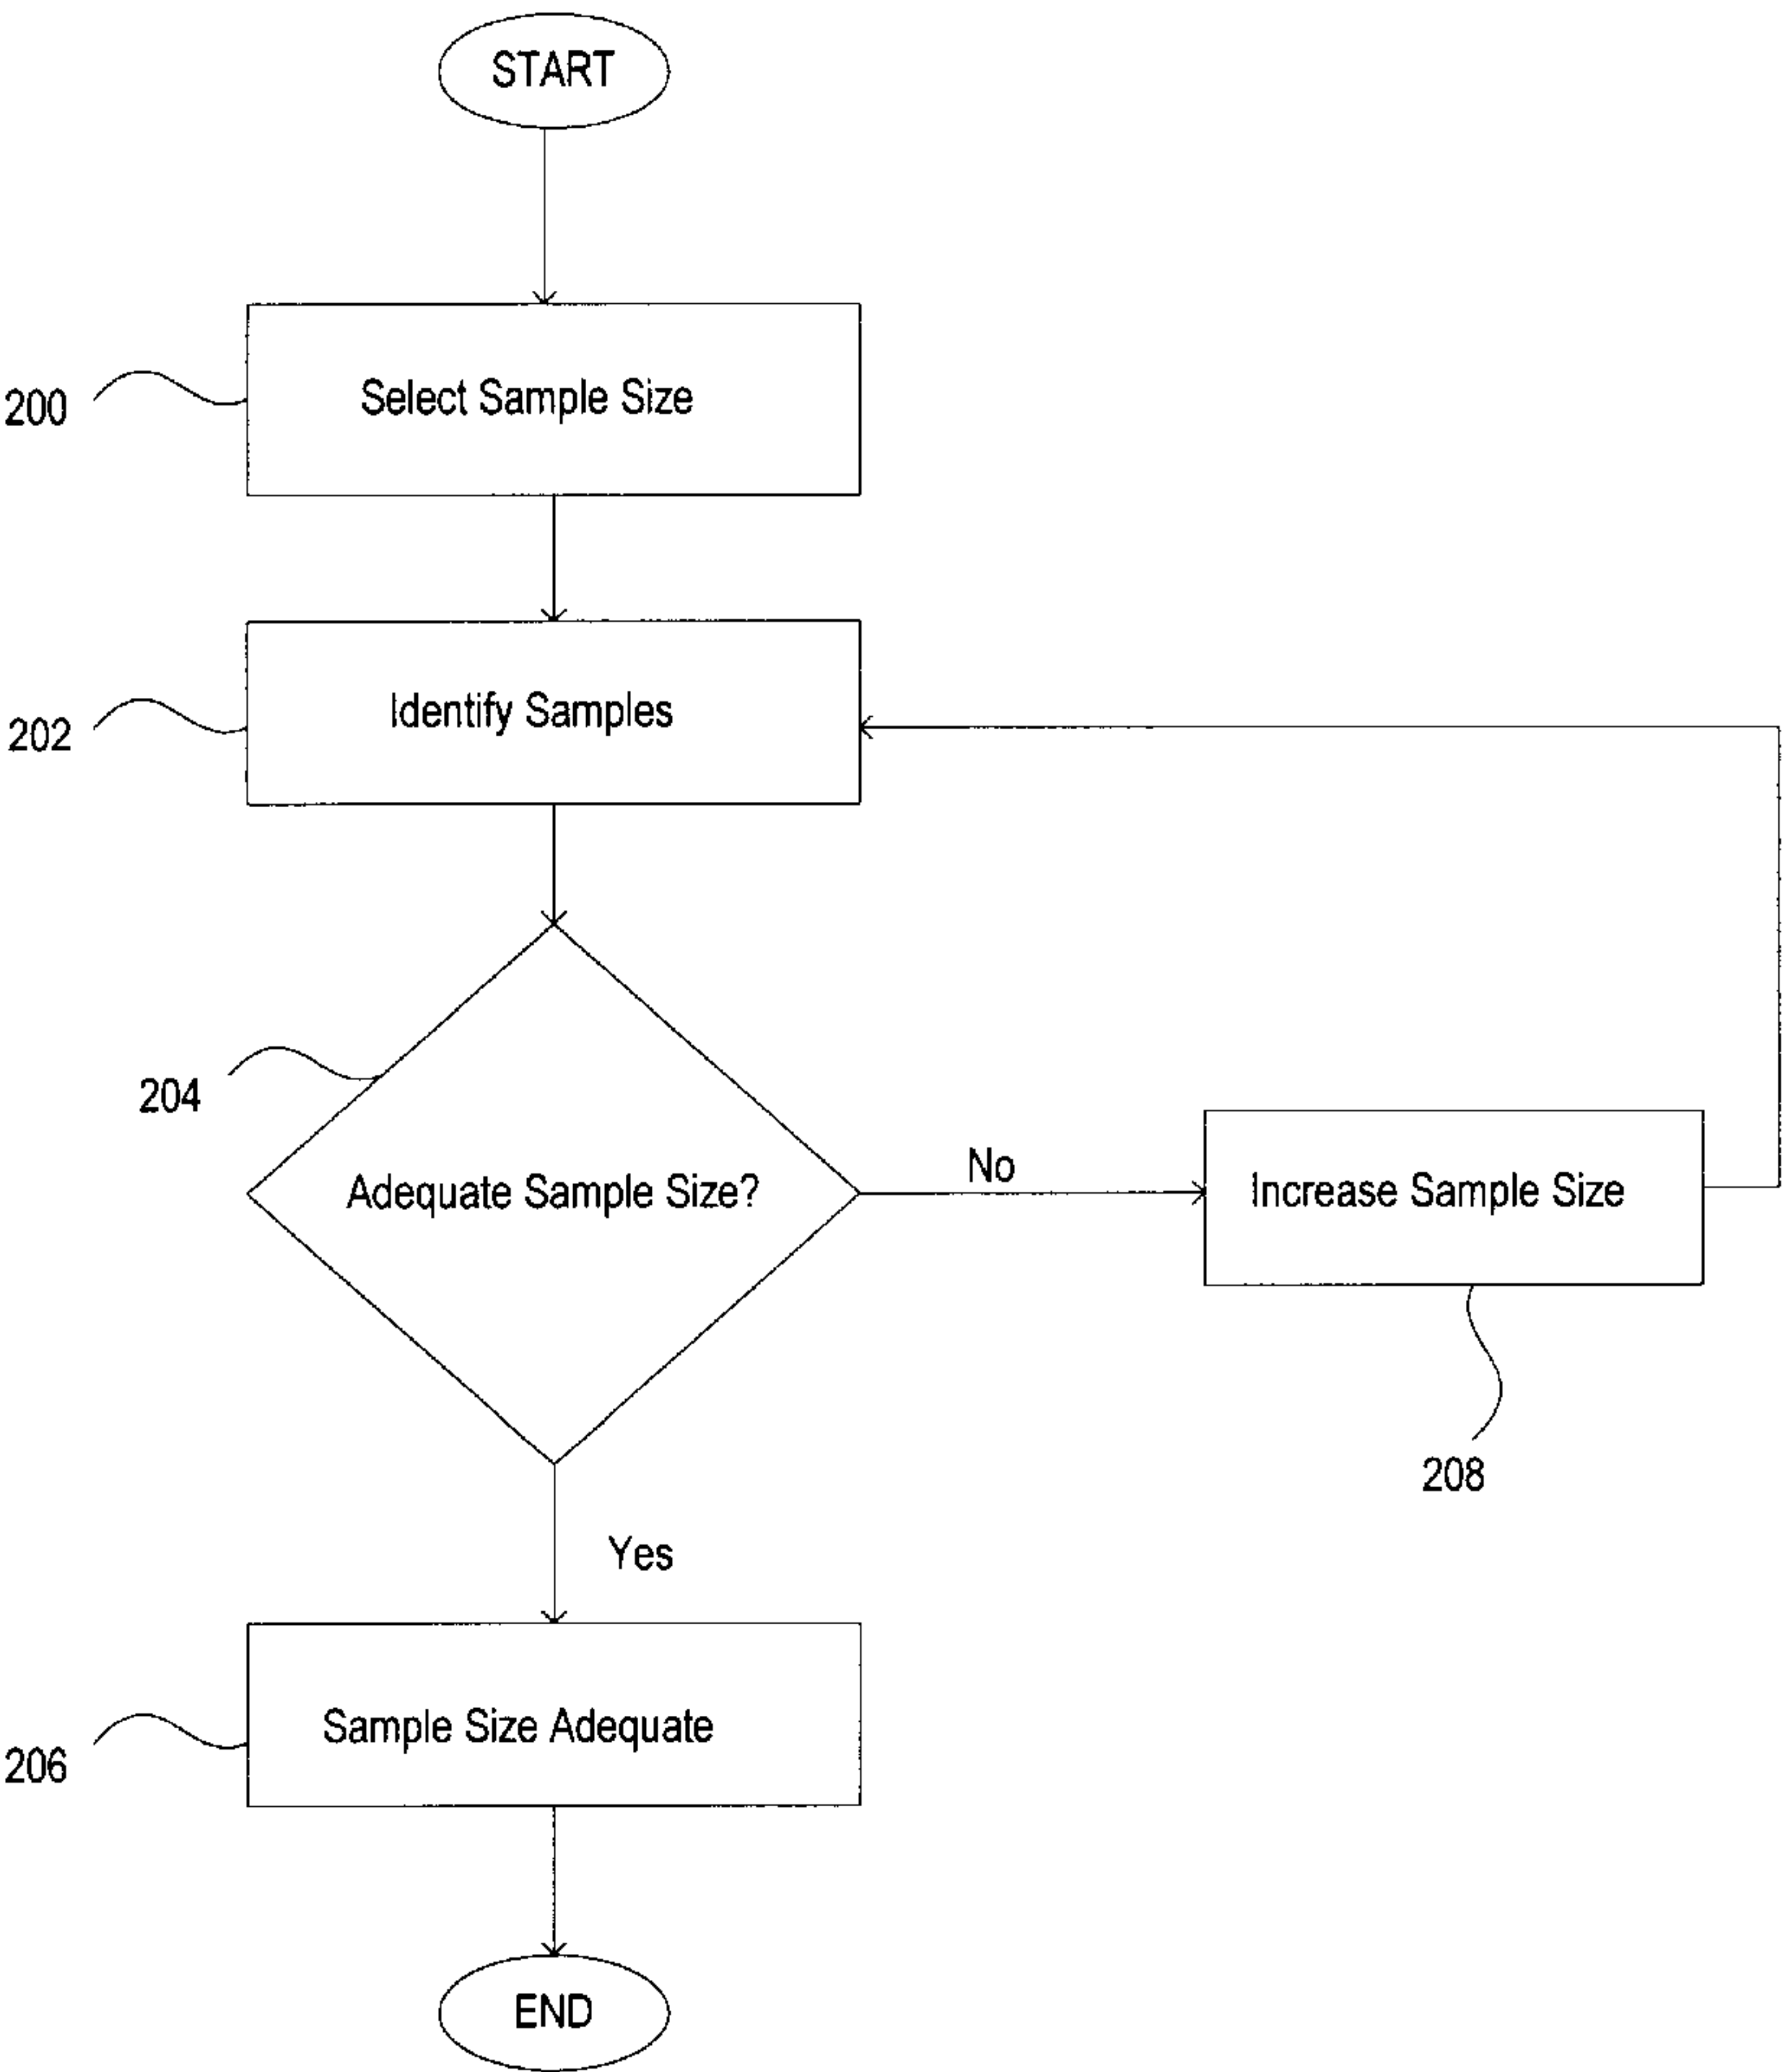 START
200
Select Sample Size
202
Identify Samples
204
Adequate Sample Size?
No
Increase Sample Size
208
Yes
206
Sample Size Adequate
END